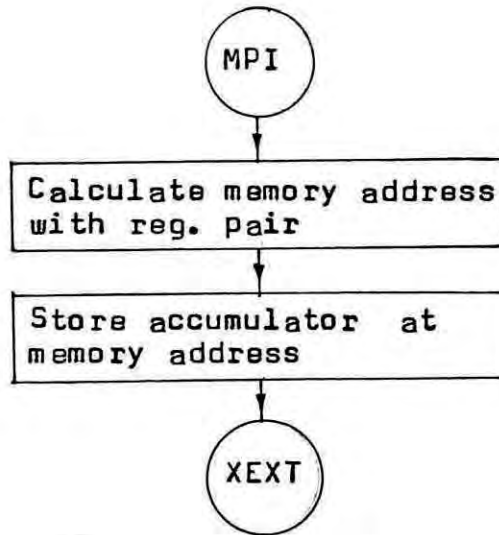 MPI
Calculate memory address
with reg. pair
Store accumulator at
memory address
XEXT